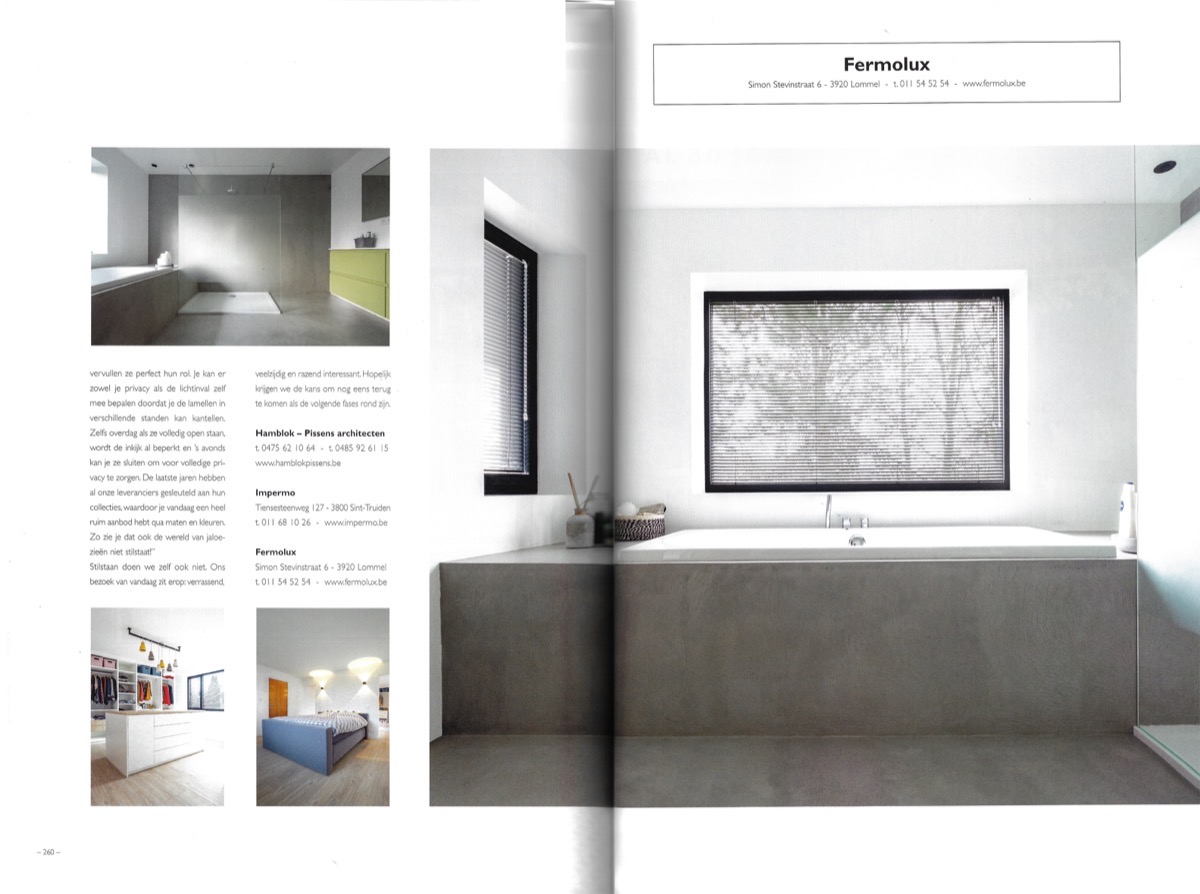 vervullen ze perfect hun rol. Je kan er
zowel je privacy als de lichtinval zelf
mee bepalen doordat je de lamellen in
verschillende standen kan kantellen.
Zelfs overdag als ze volledig open staan,
wordt de inkijk al beperkt en 's avonds
kan je ze sluiten om voor volledige pri-
vacy te zorgen. De laatste jaren hebben
al onze leveranciers gesleuteld aan hun
collecties, waardoor je vandaag een heel
ruim aanbod hebt qua maten en kleuren.
Zo zie je dat ook de wereld van jaloe-
zieën niet stilstaat!"
Stilstaan doen we zelf ook niet. Ons
bezoek van vandaag zit erop: verrassend,
veelzijdig en razend interessant. Hopelijk
krijgen we de kans om nog eens terug
te komen als de volgende fases rond zijn.
Hamblok – Pissens architecten
t. 0475 62 10 64 - t. 0485 92 61 15
www.hamblokpissens.be
Impermo
Tiensesteenweg 127 - 3800 Sint-Truiden
t. 011 68 10 26 - www.impermo.be
Fermolux
Simon Stevinstraat 6 - 3920 Lommel
t. 011 54 52 54 - www.fermolux.be
– 260 –
Fermolux
Simon Stevinstraat 6 - 3920 Lommel - t. 011 54 52 54 - www.fermolux.be